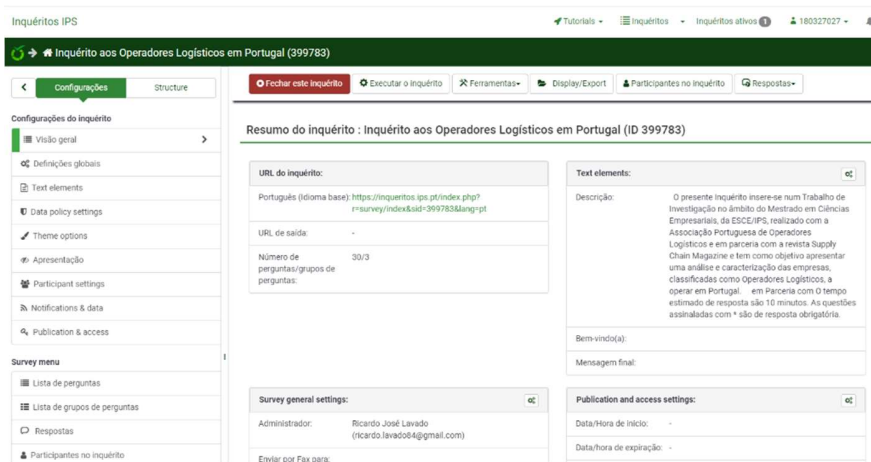 Inquéritos IPS
Tutoriais
Inquéritos
Inquéritos ativos 1
180327027
Inquérito aos Operadores Logísticos em Portugal (399783)
Configurações
Structure
Fechar este inquérito
Executar o inquérito
Ferramentas
Display/Export
Participantes no inquérito
Respostas
Configurações do inquérito
Visão geral
Definições globais
Text elements
Data policy settings
Theme options
Apresentação
Participant settings
Notifications & data
Publication & access
Survey menu
Lista de perguntas
Lista de grupos de perguntas
Respostas
Participantes no inquérito
Resumo do inquérito : Inquérito aos Operadores Logísticos em Portugal (ID 399783)
URL do inquérito:
Português (Idioma base): https://inqueritos.ips.pt/index.php?
r=survey/index&sid=399783&lang=pt
URL de saída: -
Número de 30/3
perguntas/grupos de
perguntas:
Text elements:
Descrição: O presente Inquérito insere-se num Trabalho de
Investigação no âmbito do Mestrado em Ciências
Empresariais, da ESCE/IPS, realizado com a
Associação Portuguesa de Operadores
Logísticos e em parceria com a revista Supply
Chain Magazine e tem como objetivo apresentar
uma análise e caracterização das empresas,
classificadas como Operadores Logísticos, a
operar em Portugal. em Parceria com O tempo
estimado de resposta são 10 minutos. As questões
assinaladas com * são de resposta obrigatória.
Bem-vindo(a):
Mensagem final:
Survey general settings:
Administrador: Ricardo José Lavado
(ricardo.lavado84@gmail.com)
Enviar por Fax para:
Publication and access settings:
Data/Hora de início: -
Data/hora de expiração: -